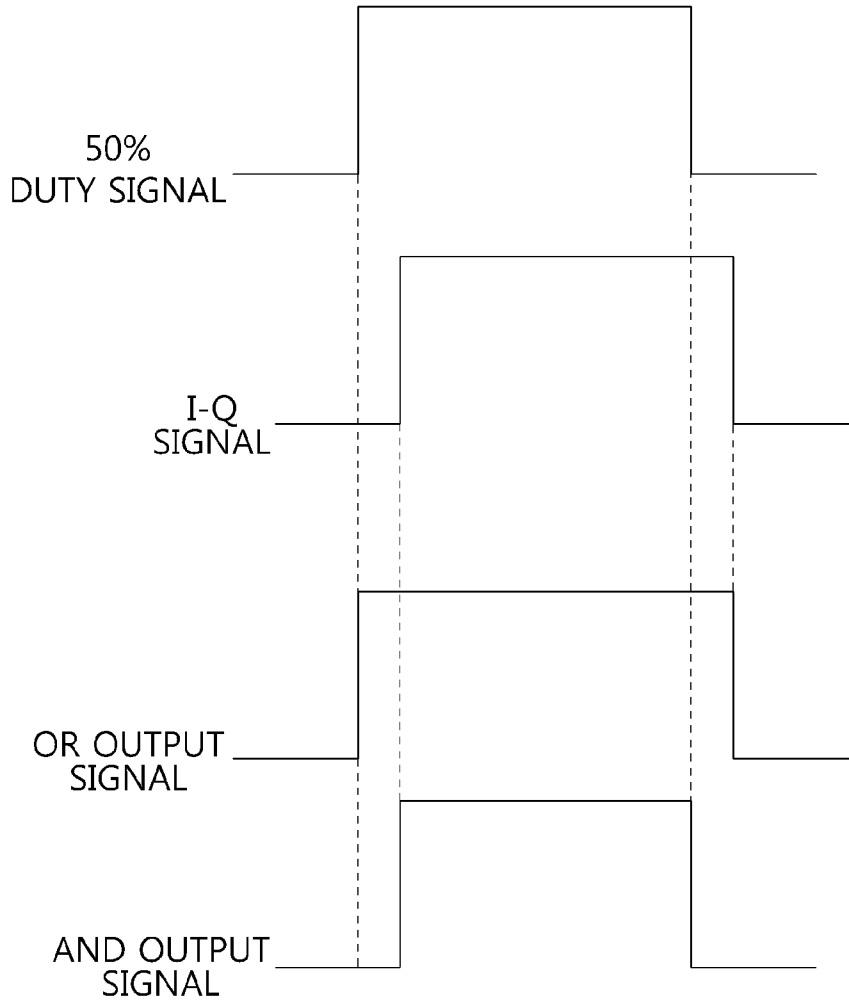 50%
DUTY SIGNAL
I-Q
SIGNAL
OR OUTPUT
SIGNAL
AND OUTPUT
SIGNAL